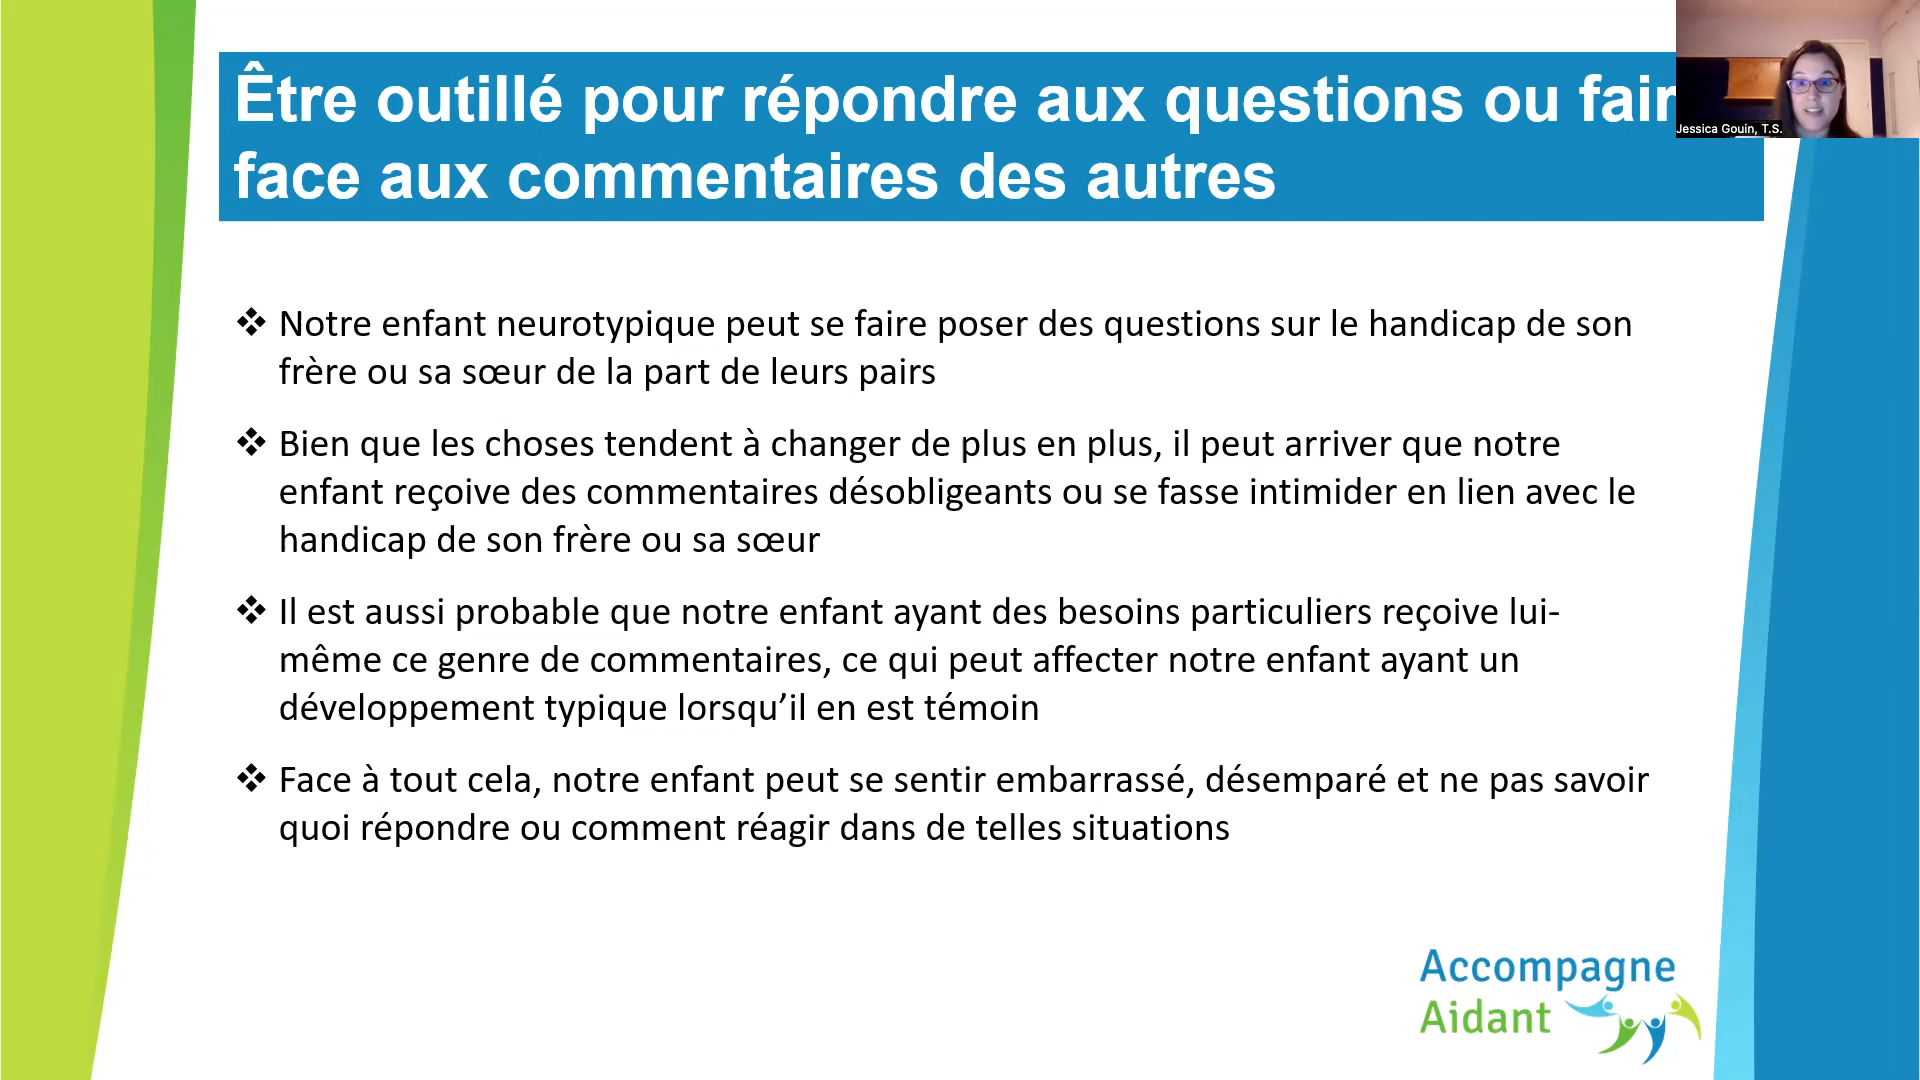 Être outillé pour répondre aux questions ou fair
face aux commentaires des autres
Jessica Gouin, T.S.
❖ Notre enfant neurotypique peut se faire poser des questions sur le handicap de son
frère ou sa sœur de la part de leurs pairs
❖ Bien que les choses tendent à changer de plus en plus, il peut arriver que notre
enfant reçoive des commentaires désobligeants ou se fasse intimider en lien avec le
handicap de son frère ou sa sœur
❖ Il est aussi probable que notre enfant ayant des besoins particuliers reçoive lui-
même ce genre de commentaires, ce qui peut affecter notre enfant ayant un
développement typique lorsqu’il en est témoin
❖ Face à tout cela, notre enfant peut se sentir embarrassé, désemparé et ne pas savoir
quoi répondre ou comment réagir dans de telles situations
Accompagne
Aidant